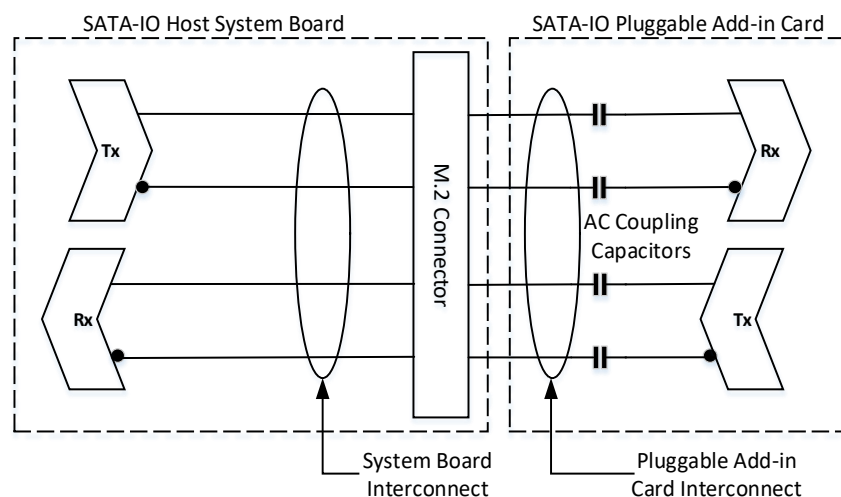 SATA-IO Host System Board
SATA-IO Pluggable Add-in Card
Tx
Rx
M.2 Connector
AC Coupling
Capacitors
Rx
Tx
System Board
Interconnect
Pluggable Add-in
Card Interconnect